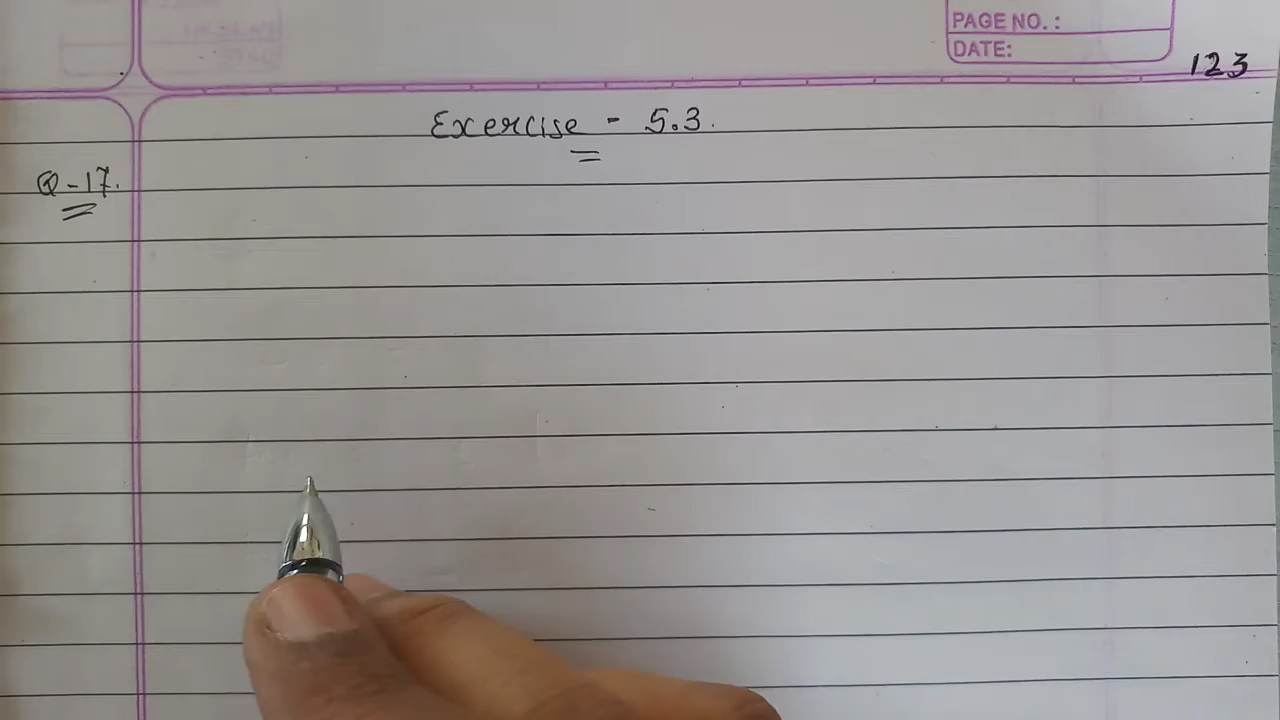 PAGE NO. :
DATE:
123
Exercise - 5.3.
Q-17.